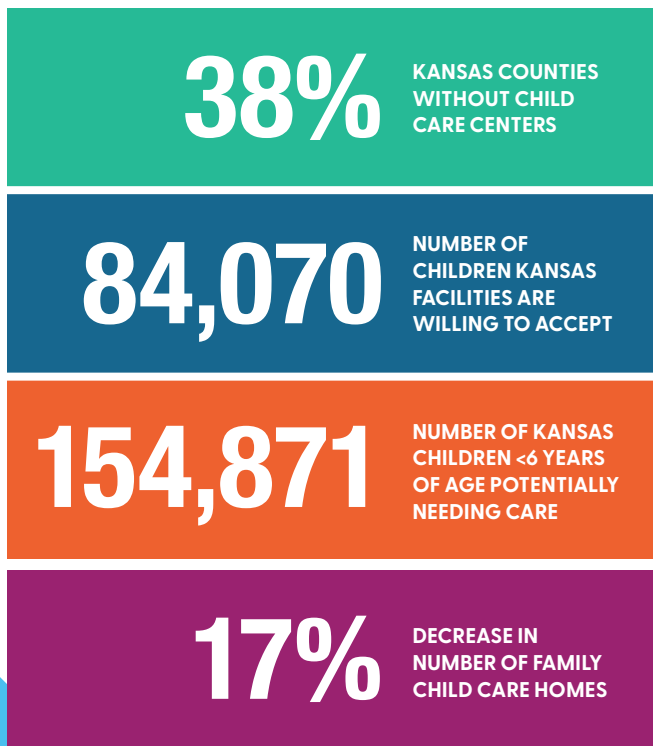 38%
KANSAS COUNTIES
WITHOUT CHILD
CARE CENTERS
84,070
NUMBER OF
CHILDREN KANSAS
FACILITIES ARE
WILLING TO ACCEPT
154,871
NUMBER OF KANSAS
CHILDREN <6 YEARS
OF AGE POTENTIALLY
NEEDING CARE
17%
DECREASE IN
NUMBER OF FAMILY
CHILD CARE HOMES